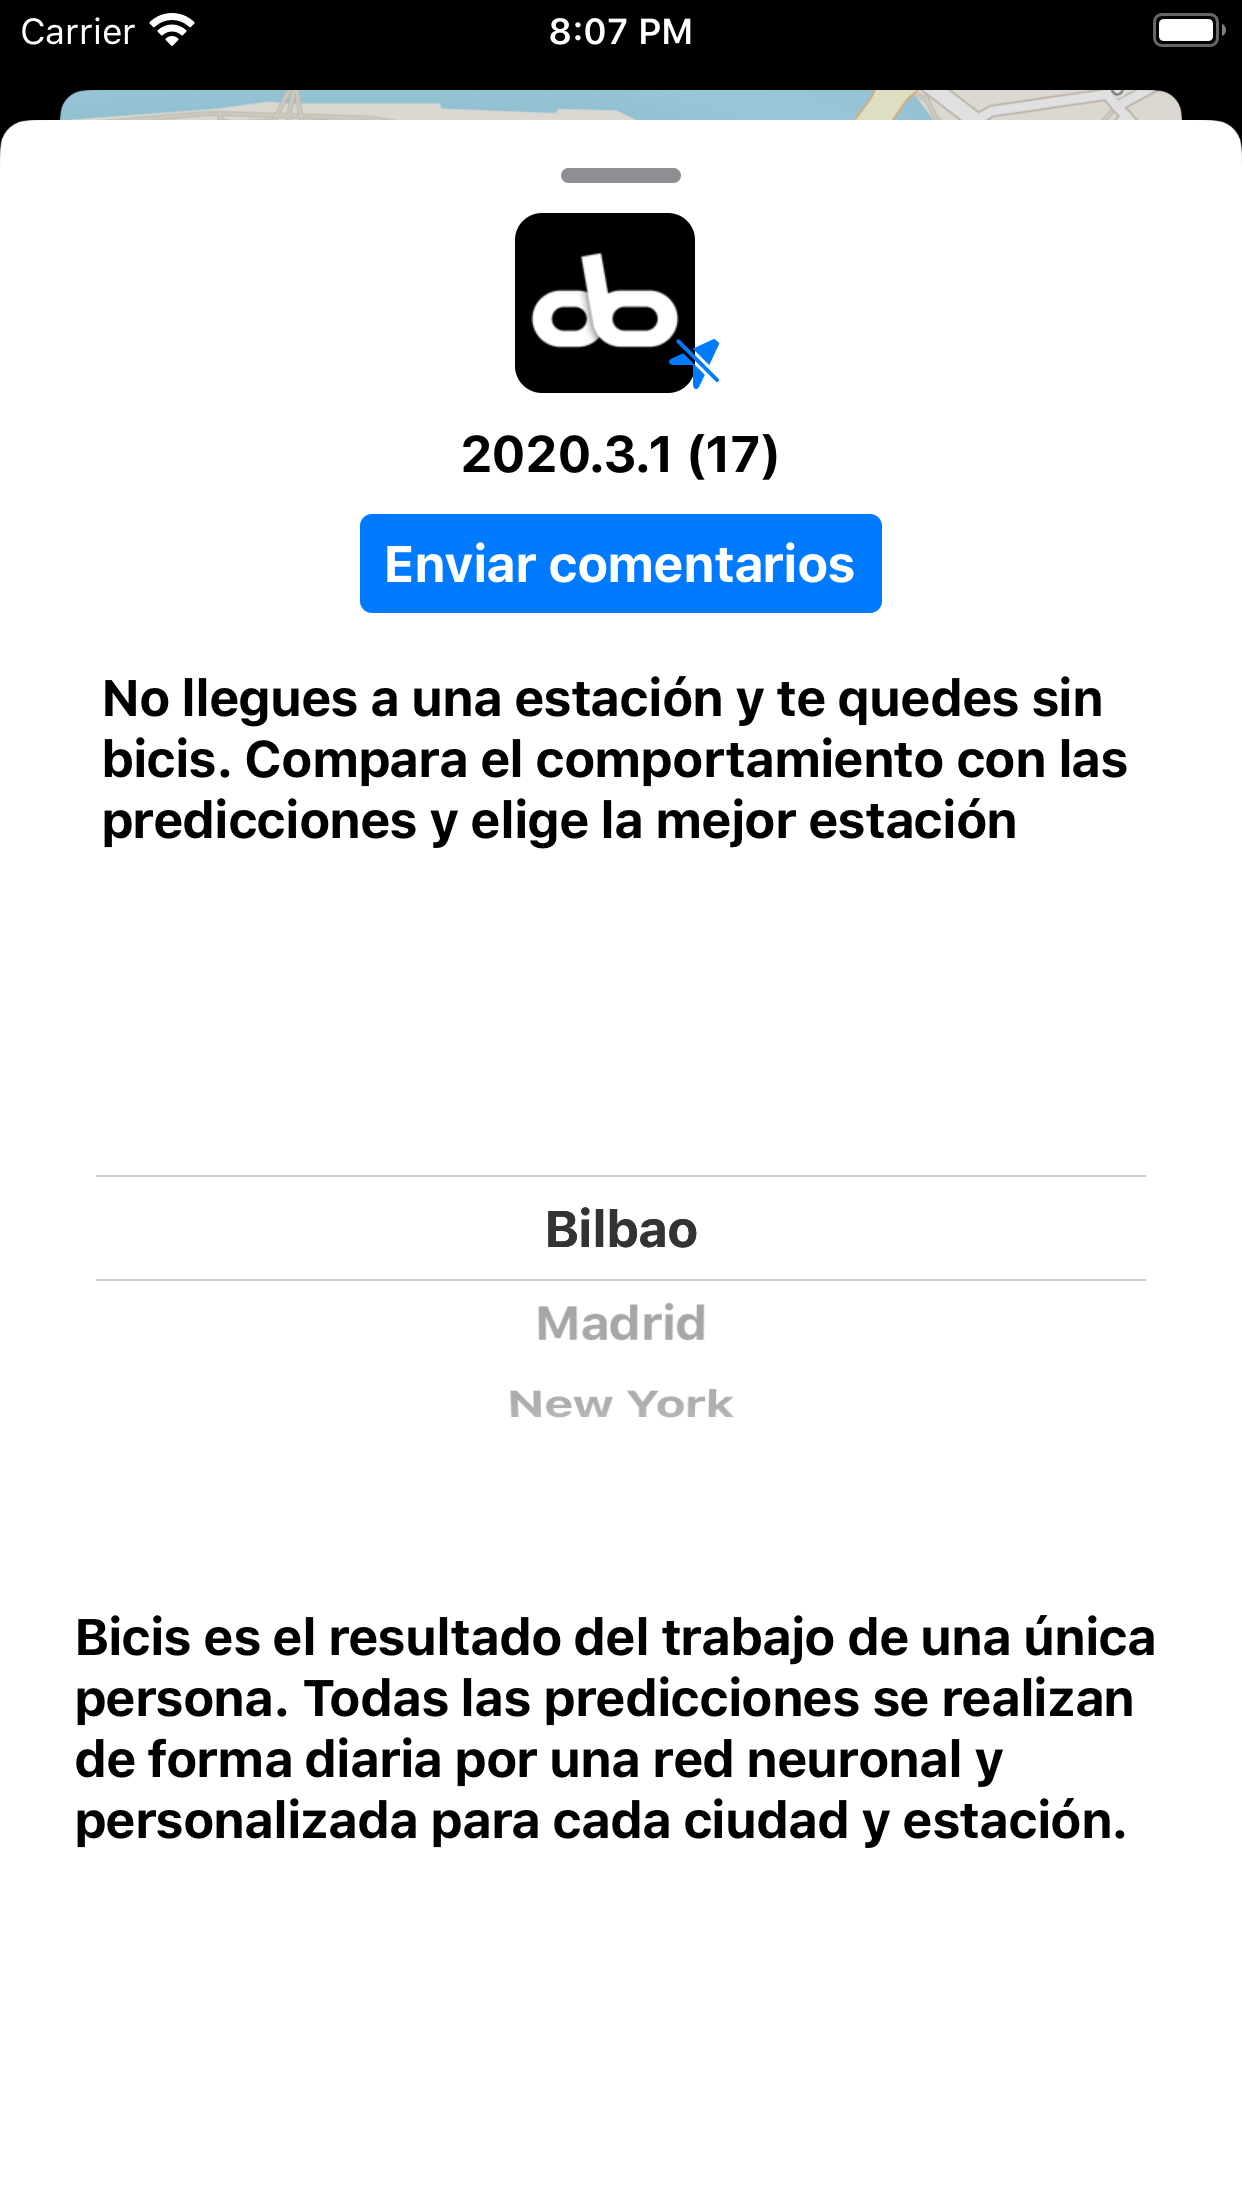 Carrier 8:07 PM
2020.3.1 (17)
Enviar comentarios
No llegues a una estación y te quedes sin
bicis. Compara el comportamiento con las
predicciones y elige la mejor estación
Bilbao
Madrid
New York
Bicis es el resultado del trabajo de una única
persona. Todas las predicciones se realizan
de forma diaria por una red neuronal y
personalizada para cada ciudad y estación.